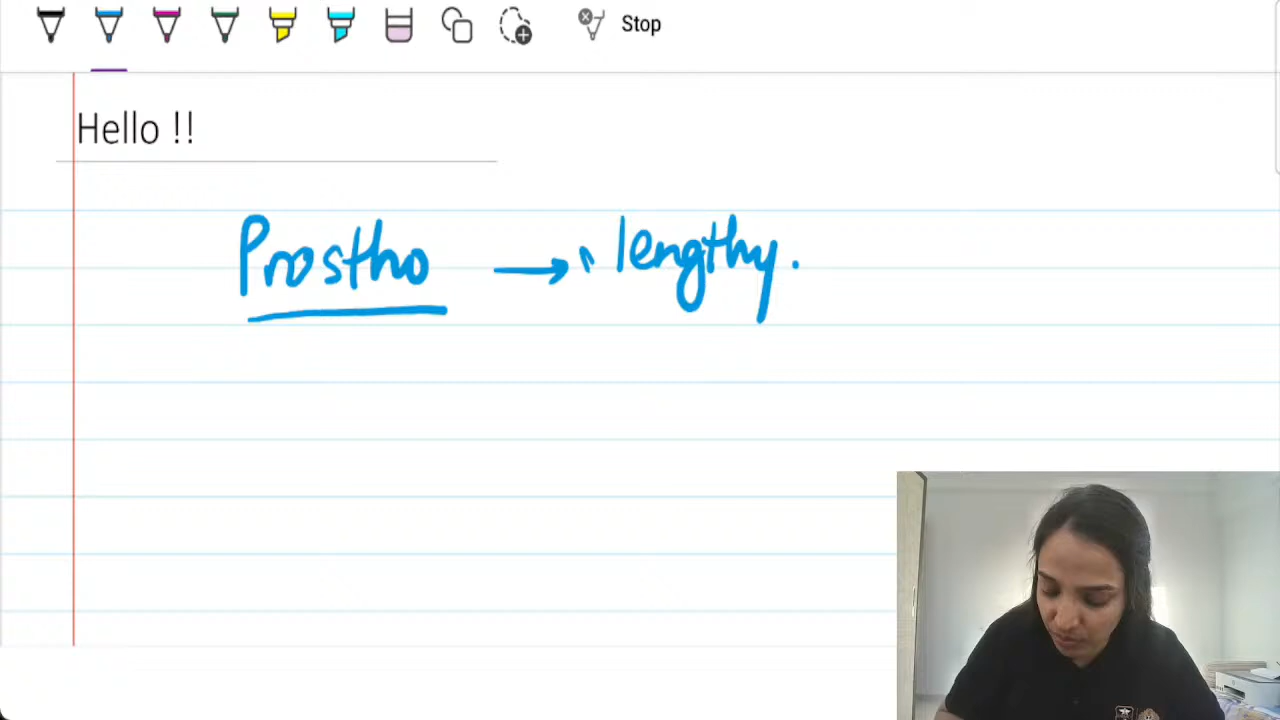 Stop
Hello !!
Prostho → lengthy.